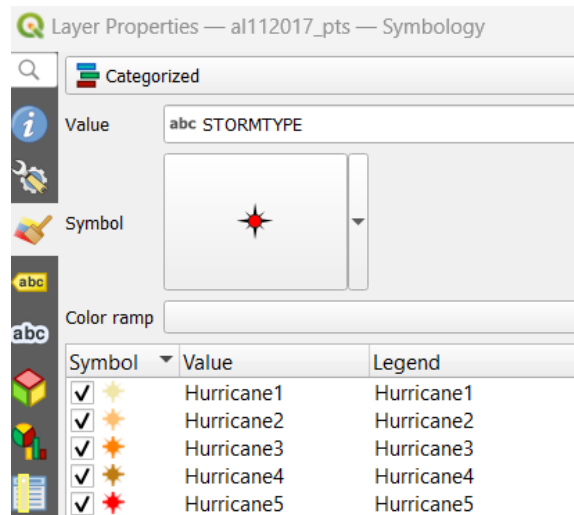 Layer Properties — al112017_pts — Symbology
Categorized
Value abc STORMTYPE
Symbol
abc
Color ramp
abc
Symbol Value Legend
Hurricane1 Hurricane1
Hurricane2 Hurricane2
Hurricane3 Hurricane3
Hurricane4 Hurricane4
Hurricane5 Hurricane5